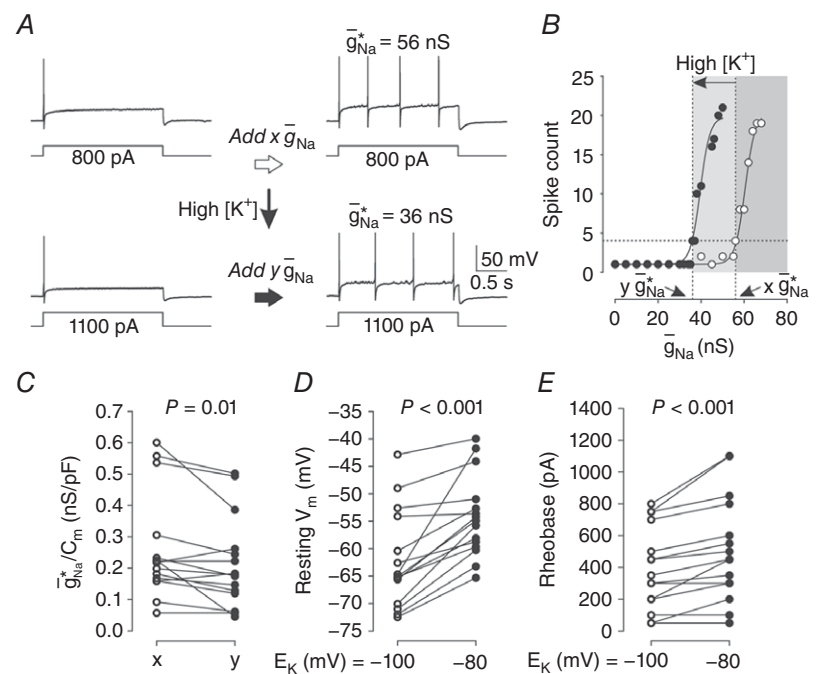 A
ḡ*Na = 56 nS
Add x ḡNa
800 pA
800 pA
High [K+]
ḡ*Na = 36 nS
Add y ḡNa
50 mV
0.5 s
1100 pA
1100 pA
B
High [K+]
Spike count
25
20
15
10
5
0
y ḡ*Na
x ḡ*Na
0 20 40 60 80
ḡNa (nS)
C
P = 0.01
ḡ*Na/Cm (nS/pF)
0.7
0.6
0.5
0.4
0.3
0.2
0.1
0.0
x y
D
P < 0.001
Resting Vm (mV)
−35
−40
−45
−50
−55
−60
−65
−70
−75
EK (mV) = −100 −80
E
P < 0.001
Rheobase (pA)
1400
1200
1000
800
600
400
200
0
EK (mV) = −100 −80